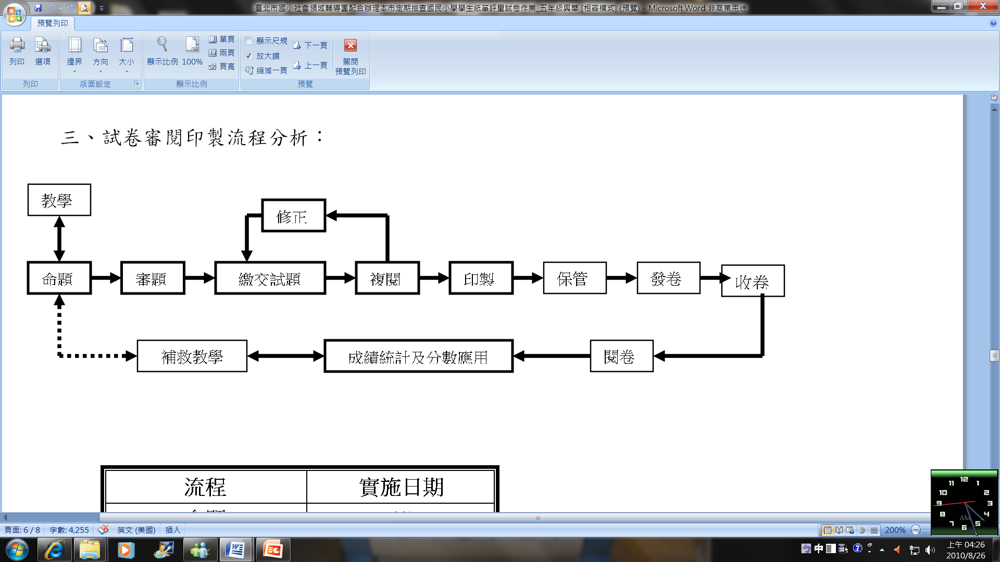 臺北市國小社會領域輔導團配合辦理本市定期抽查國民小學學生紙筆評量試卷作業_五年級興華 [相容模式] (預覽) - Microsoft Word 非商業用途
預覽列印
列印 選項 邊界 方向 大小 顯示比例 100% 單頁 兩頁 頁寬 顯示尺規 放大鏡 縮減一頁 下一頁 上一頁 關閉 預覽列印
列印 版面設定 顯示比例 預覽
三、試卷審閱印製流程分析：
教學
修正
命題 審題 繳交試題 複閱 印製 保管 發卷 收卷
補救教學 成績統計及分數應用 閱卷
流程 實施日期
12 1 2 3 4 5 6 7 8 9 10 11
AM
頁面: 6 / 8 字數: 4,255 英文 (美國) 插入 200%
中 上午 04:26
2010/8/26